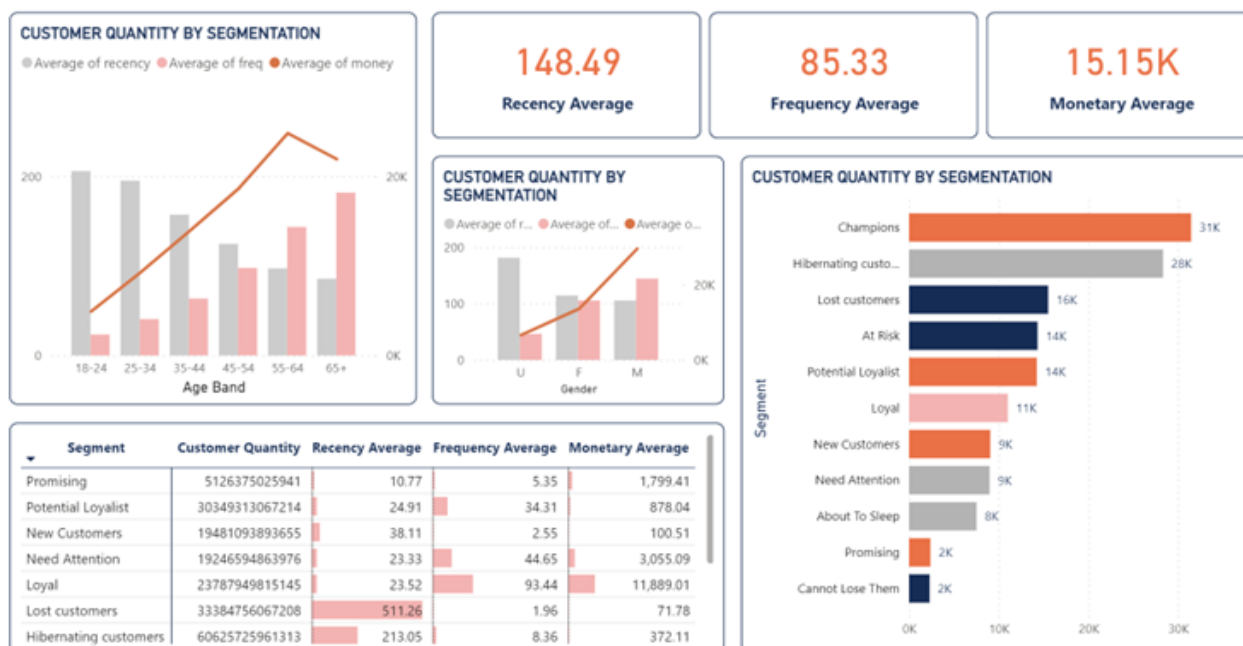 CUSTOMER QUANTITY BY SEGMENTATION
Average of recency Average of freq Average of money
200
20K
0
0K
18-24 25-34 35-44 45-54 55-64 65+
Age Band
148.49
Recency Average
85.33
Frequency Average
15.15K
Monetary Average
CUSTOMER QUANTITY BY
SEGMENTATION
Average of r... Average of... Average o...
200
20K
100
0
0K
U F M
Gender
CUSTOMER QUANTITY BY SEGMENTATION
Segment
Champions 31K
Hibernating custo... 28K
Lost customers 16K
At Risk 14K
Potential Loyalist 14K
Loyal 11K
New Customers 9K
Need Attention 9K
About To Sleep 8K
Promising 2K
Cannot Lose Them 2K
0K 10K 20K 30K
Segment Customer Quantity Recency Average Frequency Average Monetary Average
Promising 5126375025941 10.77 5.35 1,799.41
Potential Loyalist 30349313067214 24.91 34.31 878.04
New Customers 19481093893655 38.11 2.55 100.51
Need Attention 19246594863976 23.33 44.65 3,055.09
Loyal 23787949815145 23.52 93.44 11,889.01
Lost customers 33384756067208 511.26 1.96 71.78
Hibernating customers 60625725961313 213.05 8.36 372.11